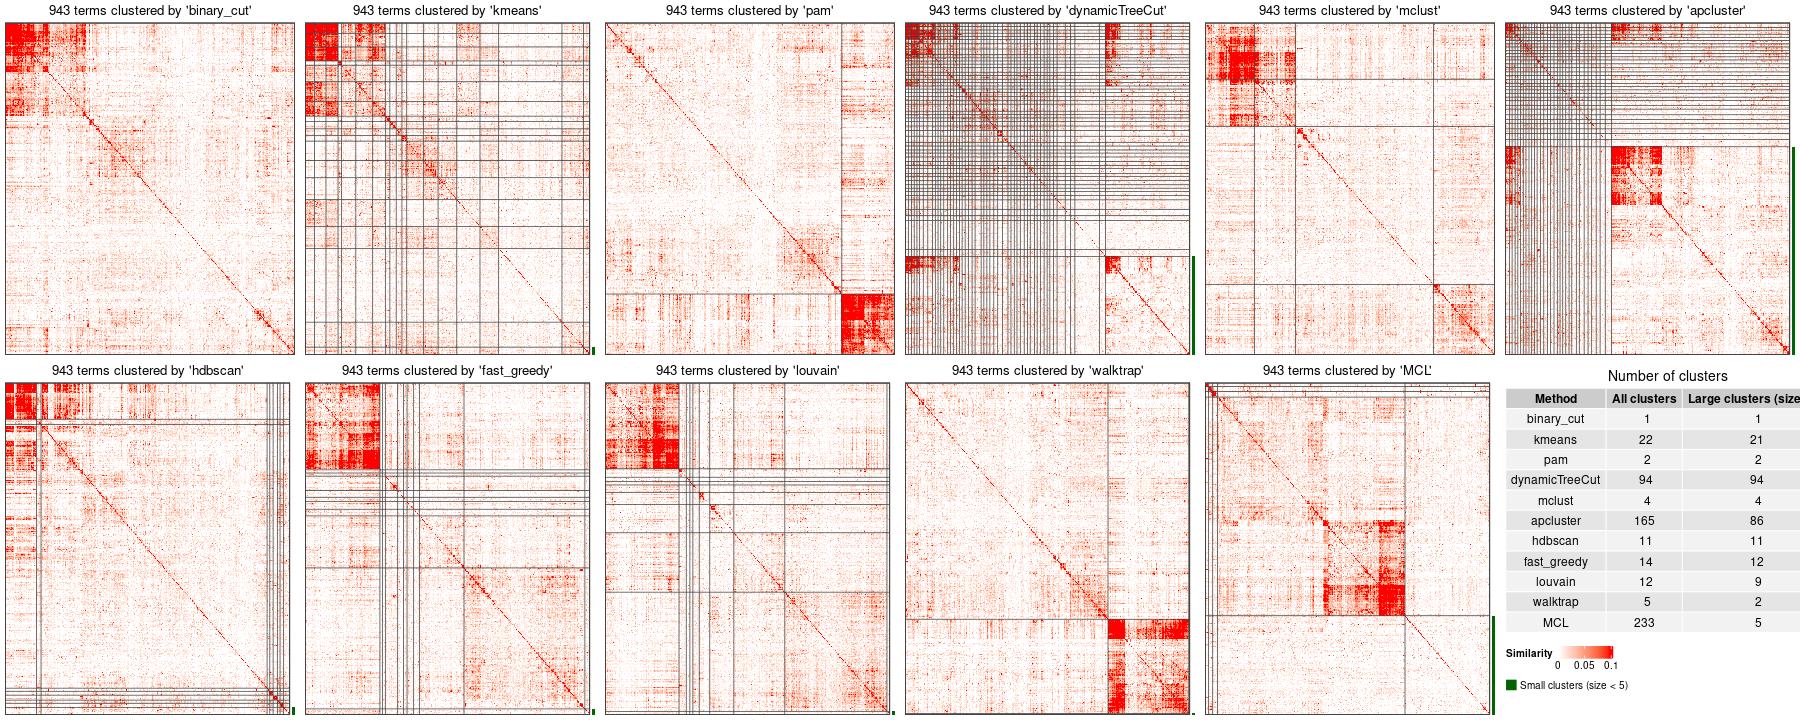 943 terms clustered by 'binary_cut'
943 terms clustered by 'kmeans'
943 terms clustered by 'pam'
943 terms clustered by 'dynamicTreeCut'
943 terms clustered by 'mclust'
943 terms clustered by 'apcluster'
943 terms clustered by 'hdbscan'
943 terms clustered by 'fast_greedy'
943 terms clustered by 'louvain'
943 terms clustered by 'walktrap'
943 terms clustered by 'MCL'
Number of clusters
Method All clusters Large clusters (size
binary_cut 1 1
kmeans 22 21
pam 2 2
dynamicTreeCut 94 94
mclust 4 4
apcluster 165 86
hdbscan 11 11
fast_greedy 14 12
louvain 12 9
walktrap 5 2
MCL 233 5
Similarity
0 0.05 0.1
Small clusters (size < 5)